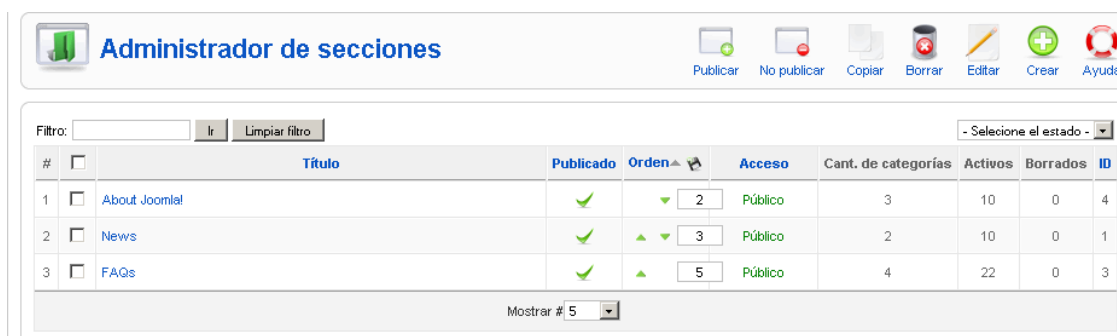 Administrador de secciones
Publicar No publicar Copiar Borrar Editar Crear Ayuda
Filtro: Ir Limpiar filtro - Selecione el estado -
# Título Publicado Orden Acceso Cant. de categorías Activos Borrados ID
1 About Joomla! 2 Público 3 10 0 4
2 News 3 Público 2 10 0 1
3 FAQs 5 Público 4 22 0 3
Mostrar # 5